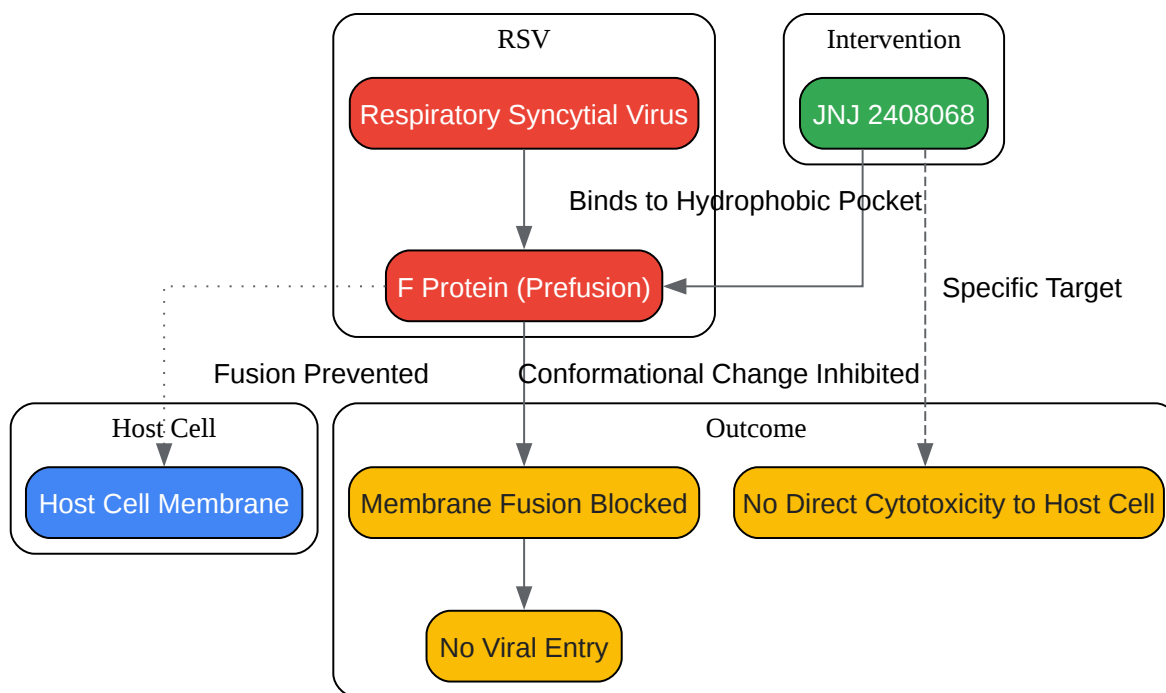 RSV
Intervention
Respiratory Syncytial Virus
JNJ 2408068
Binds to Hydrophobic Pocket
F Protein (Prefusion)
Specific Target
Fusion Prevented
Conformational Change Inhibited
Host Cell
Outcome
Host Cell Membrane
Membrane Fusion Blocked
No Direct Cytotoxicity to Host Cell
No Viral Entry